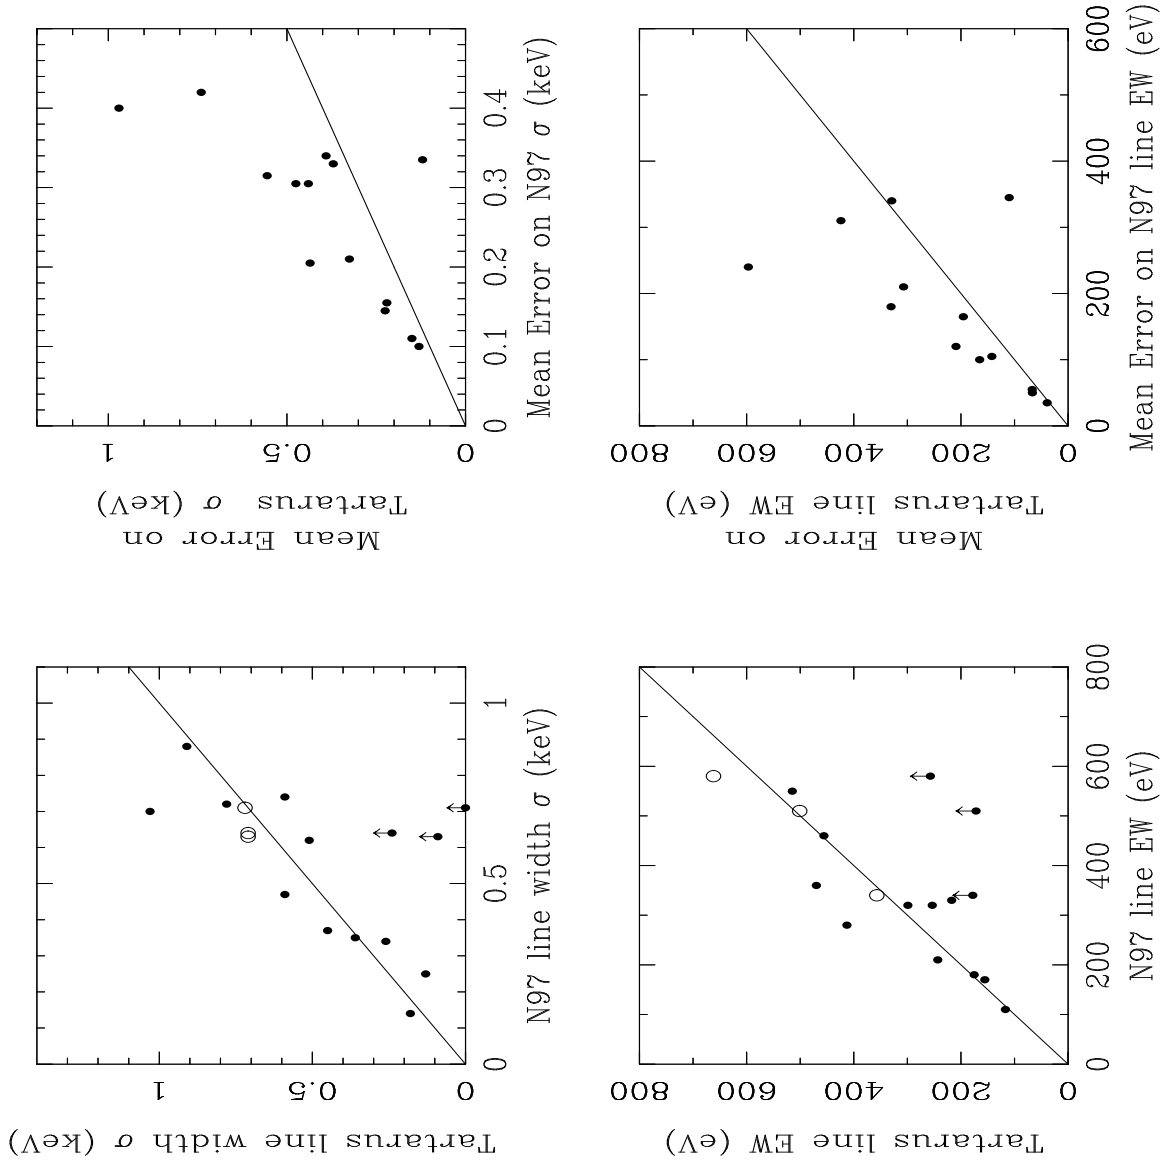 1
0.5
0
Mean Error on
Tartarus σ (keV)
0 0.1 0.2 0.3 0.4
Mean Error on N97 σ (keV)
800 600 400 200 0
Mean Error on
Tartarus line EW (eV)
0 200 400 600
Mean Error on N97 line EW (eV)
1 0.5 0
Tartarus line width σ (keV)
0 0.5 1
N97 line width σ (keV)
800 600 400 200 0
Tartarus line EW (eV)
0 200 400 600 800
N97 line EW (eV)